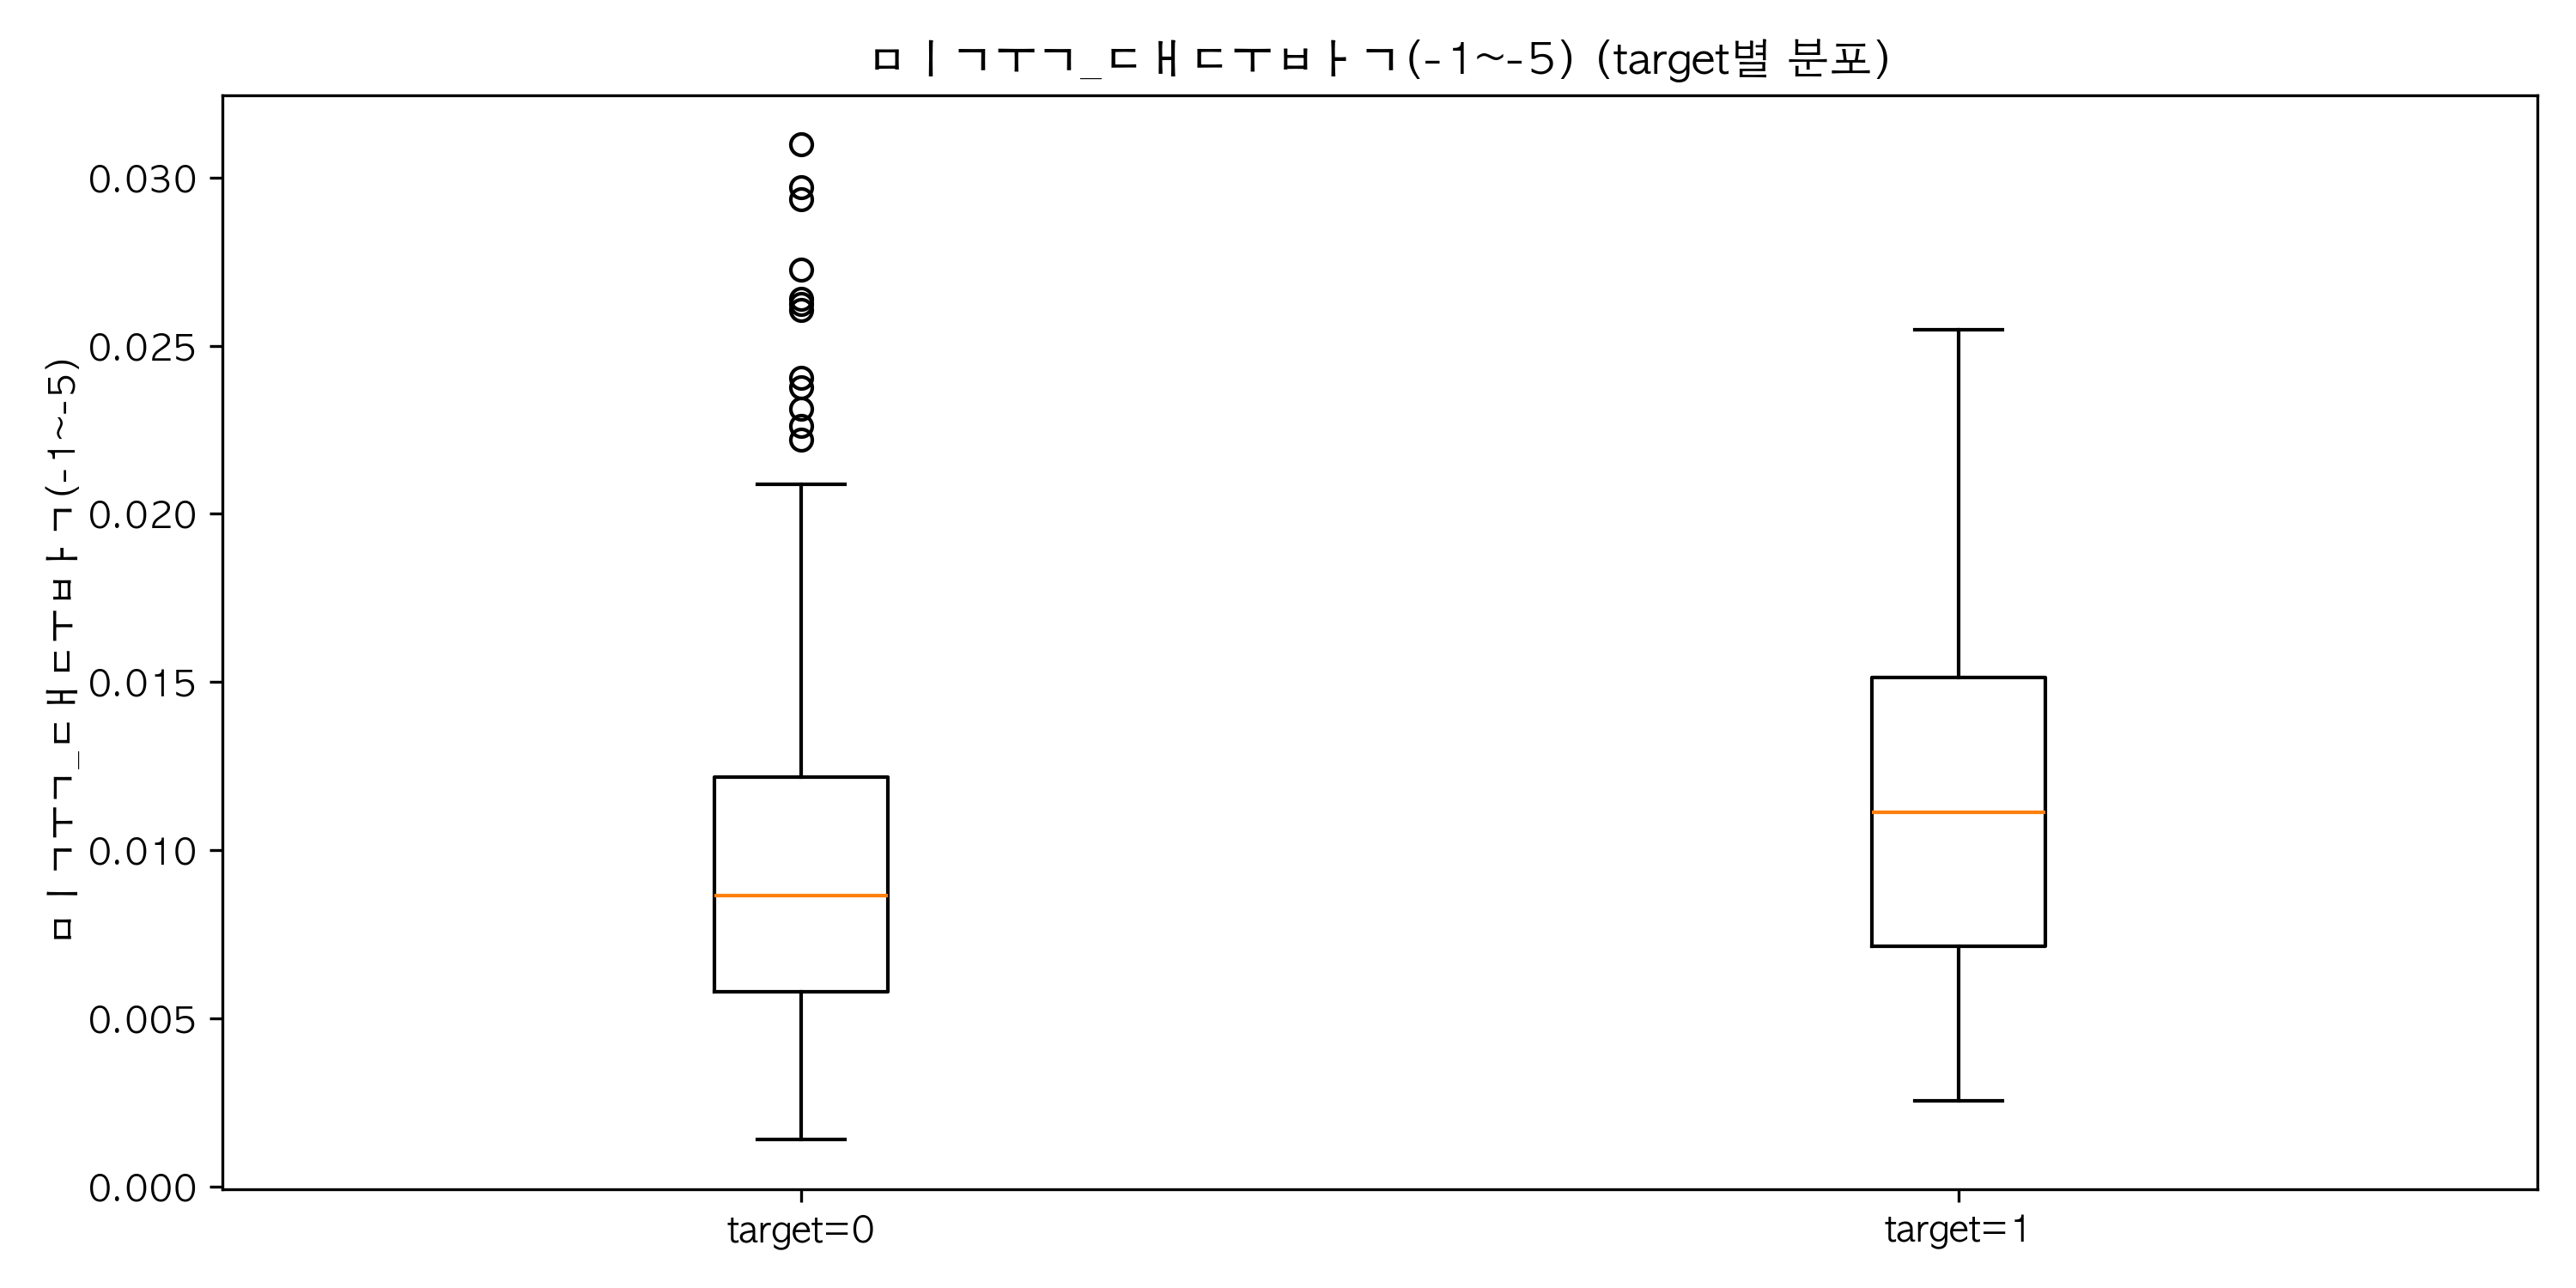 ㅁㅣㄱㅜㄱ_ㄷㅐㄷㅜㅂㅏㄱ(-1~-5) (target별 분포)
ㅁㅣㄱㅜㄱ_ㄷㅐㄷㅜㅂㅏㄱ(-1~-5)
0.030
0.025
0.020
0.015
0.010
0.005
0.000
target=0
target=1